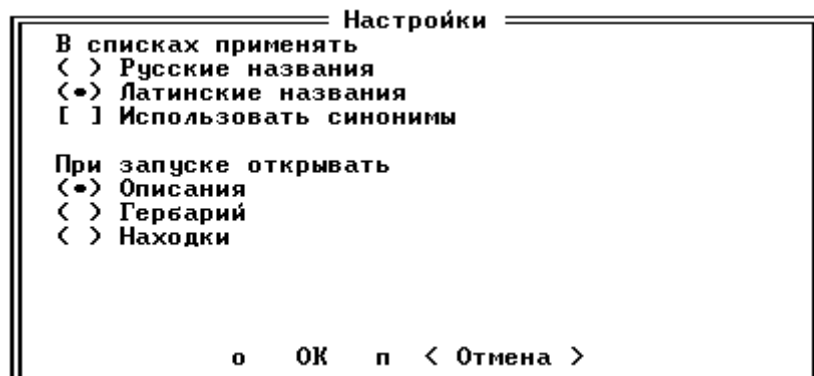 Настройки
В списках применять
( ) Русские названия
(•) Латинские названия
[ ] Использовать синонимы
При запуске открывать
(•) Описания
( ) Гербарий
( ) Находки
о ОК п < Отмена >